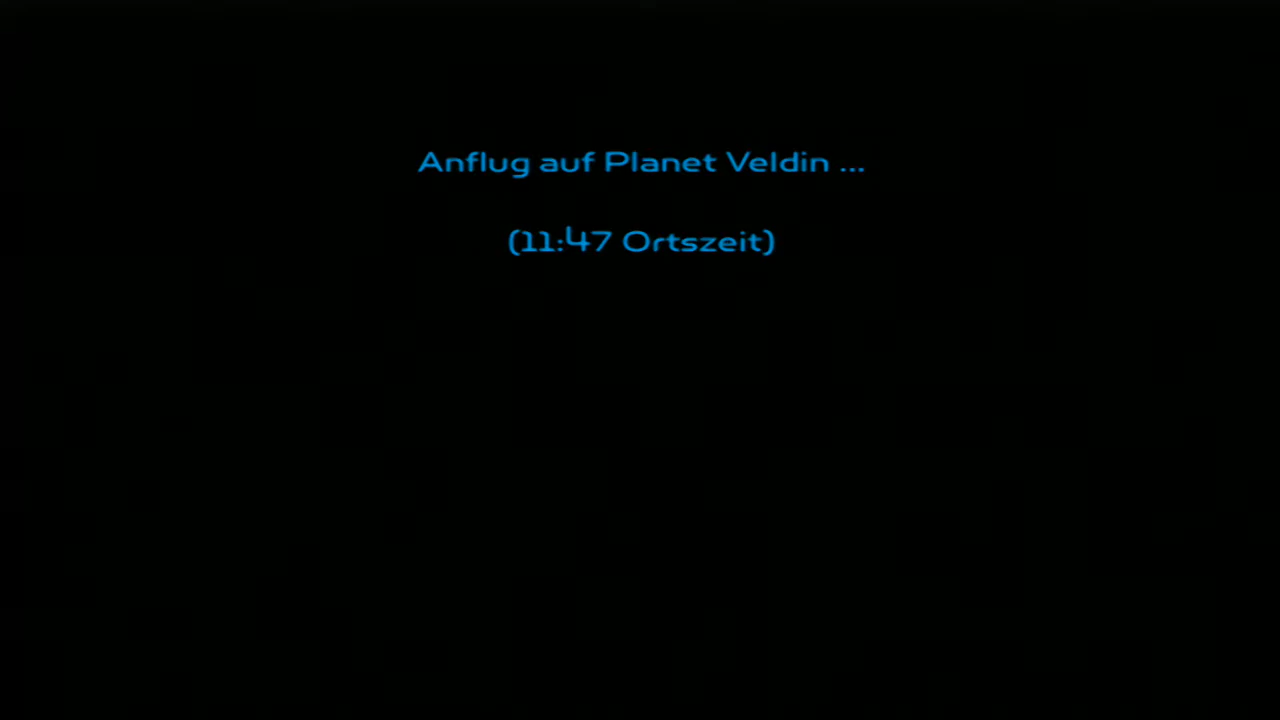 Anflug auf Planet Veldin ...
(11:47 Ortszeit)